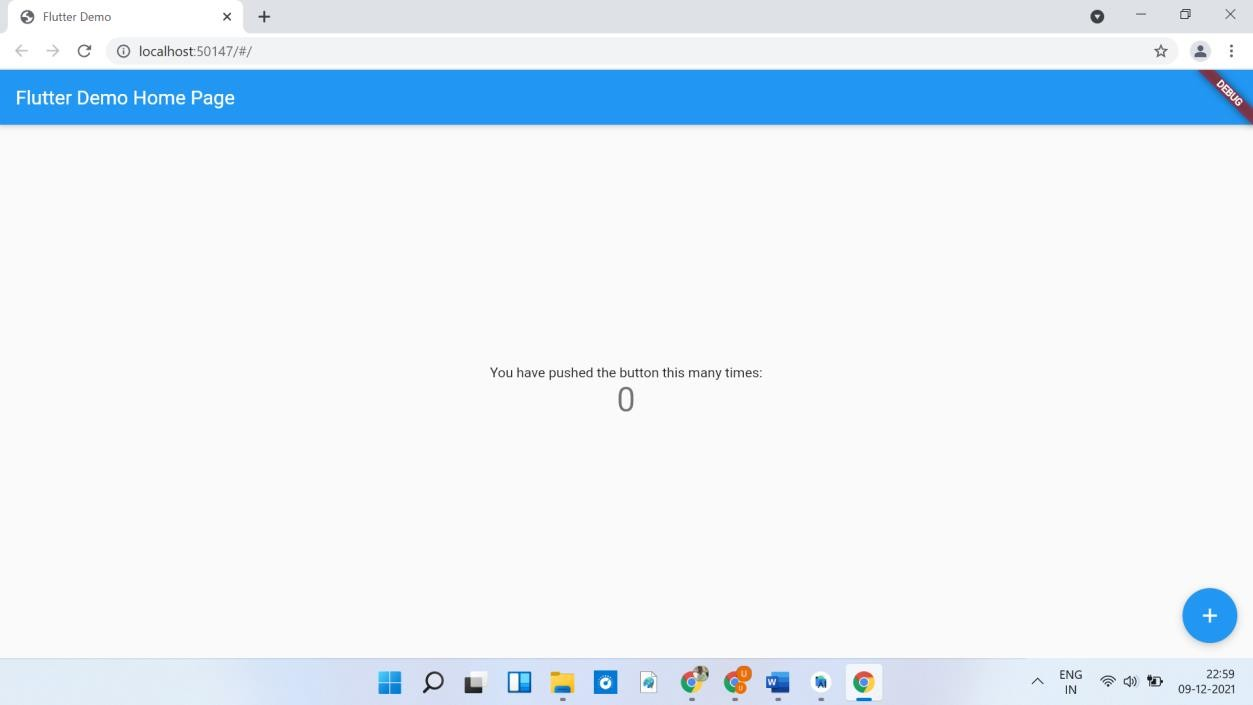 Flutter Demo
localhost:50147/#/
Flutter Demo Home Page
DEBUG
You have pushed the button this many times:
0
ENG
IN
22:59
09-12-2021